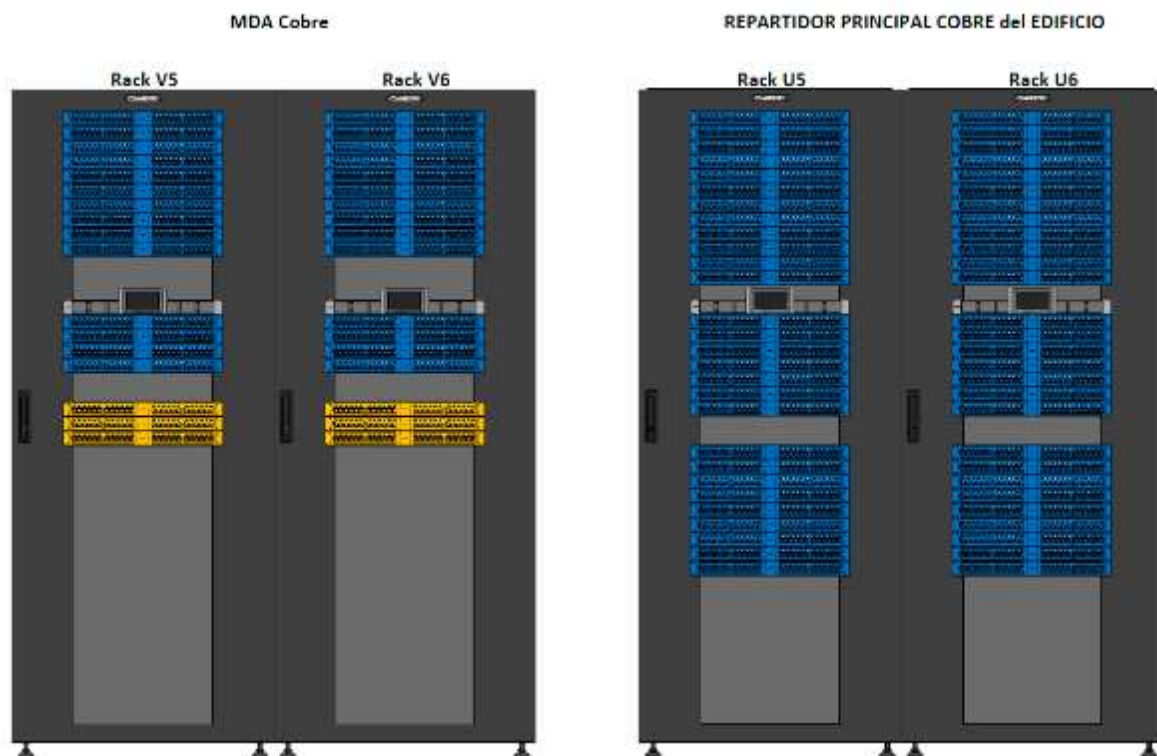 MDA Cobre
REPARTIDOR PRINCIPAL COBRE del EDIFICIO
Rack V5
Rack V6
Rack U5
Rack U6